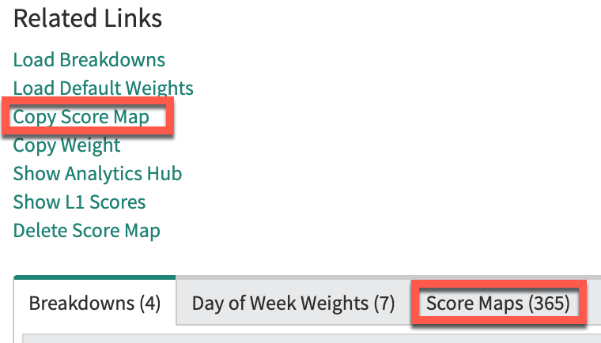 Related Links
Load Breakdowns
Load Default Weights
Copy Score Map
Copy Weight
Show Analytics Hub
Show L1 Scores
Delete Score Map
Breakdowns (4) Day of Week Weights (7) Score Maps (365)